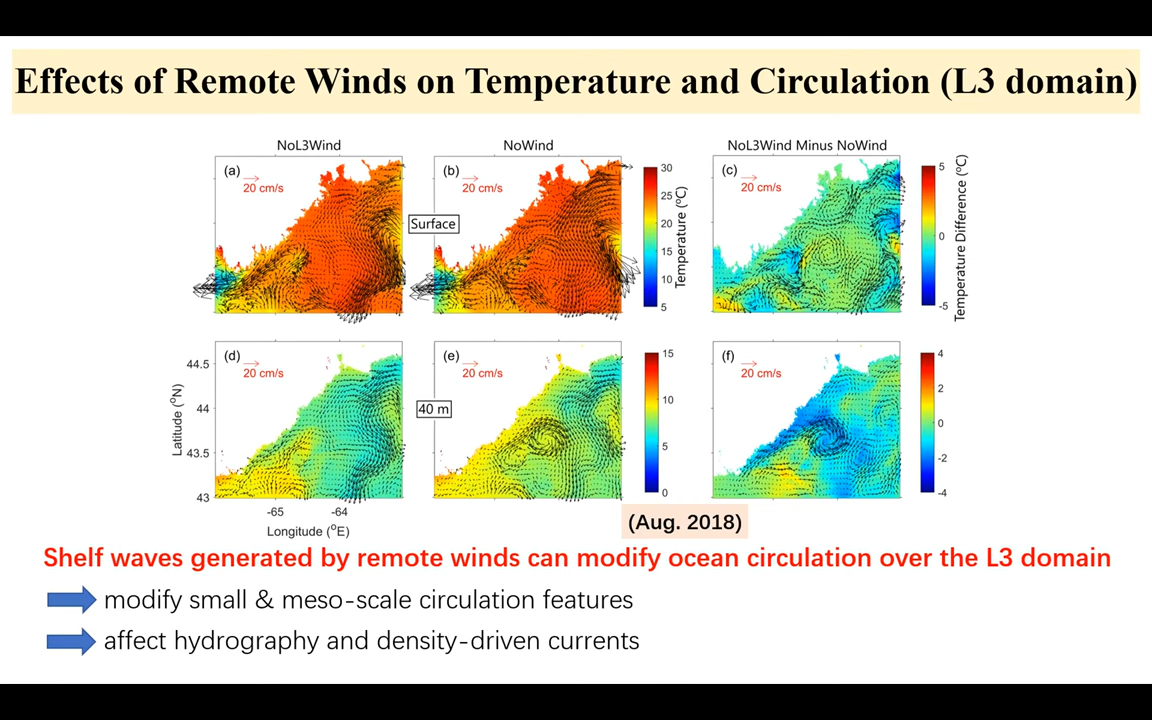 Effects of Remote Winds on Temperature and Circulation (L3 domain)
NoL3Wind
NoWind
NoL3Wind Minus NoWind
(a)
20 cm/s
(b)
20 cm/s
30
25
20
15
10
5
Temperature (°C)
(c)
20 cm/s
5
0
-5
Temperature Difference (°C)
Surface
(d)
20 cm/s
44.5
44
43.5
43
Latitude (°N)
-65
-64
Longitude (°E)
40 m
(e)
20 cm/s
15
10
5
0
(f)
20 cm/s
4
2
0
-2
-4
(Aug. 2018)
Shelf waves generated by remote winds can modify ocean circulation over the L3 domain
modify small & meso-scale circulation features
affect hydrography and density-driven currents